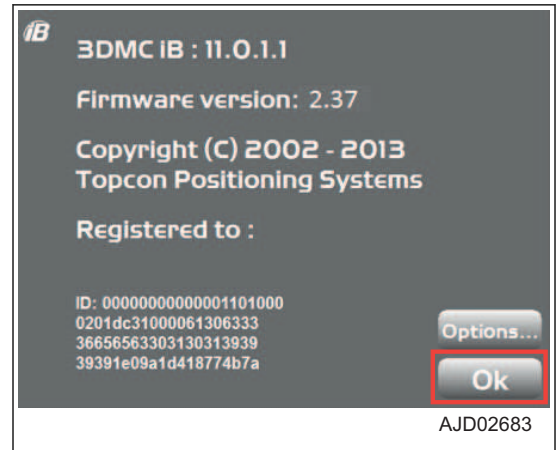 iB
3DMC iB : 11.0.1.1
Firmware version: 2.37
Copyright (C) 2002 - 2013
Topcon Positioning Systems
Registered to :
ID: 00000000000001101000
0201dc31000061306333
36656563303130313939
39391e09a1d418774b7a
Options...
Ok
AJD02683